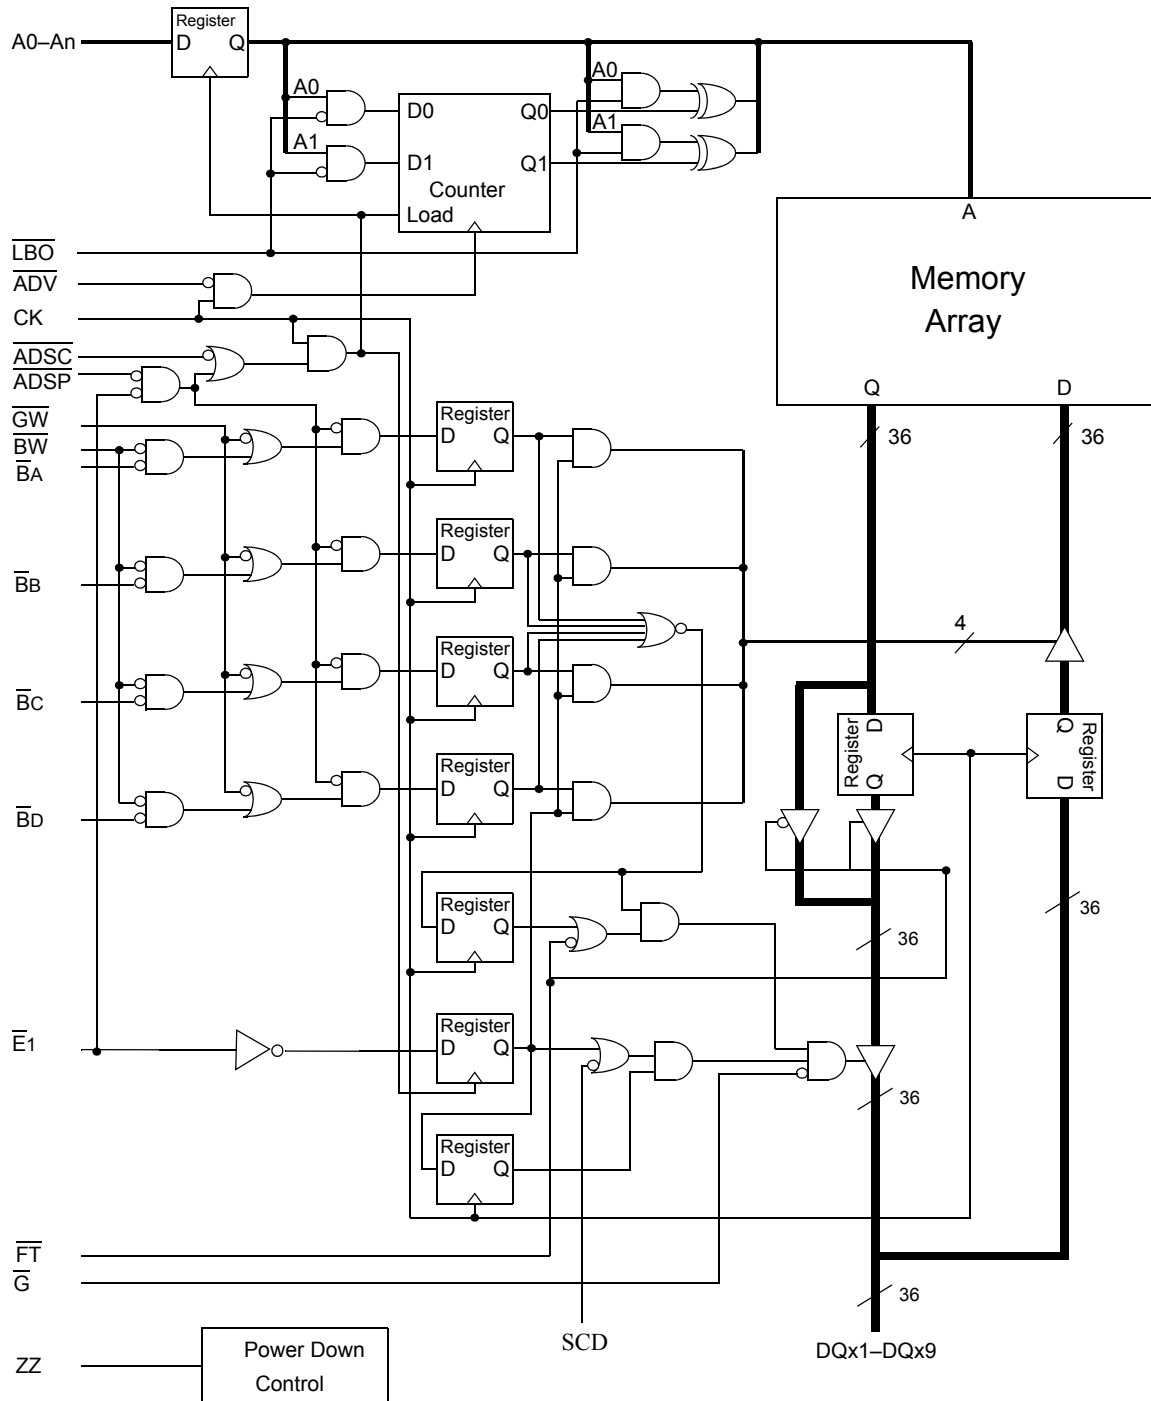 Register
A0–An
D Q
A0
A0
D0
Q0
A1
A1
D1
Q1
Counter
Load
A
LBO
ADV
Memory
Array
CK
ADSC
ADSP
Q D
GW
BW
BA
Register
D Q
36
36
Register
D Q
BB
4
Register
D Q
BC
D
Register
Q
Q
Register
D
Register
D Q
BD
Register
D Q
36
36
Register
D Q
E1
36
Register
D Q
FT
G
36
SCD
DQx1–DQx9
ZZ
Power Down
Control